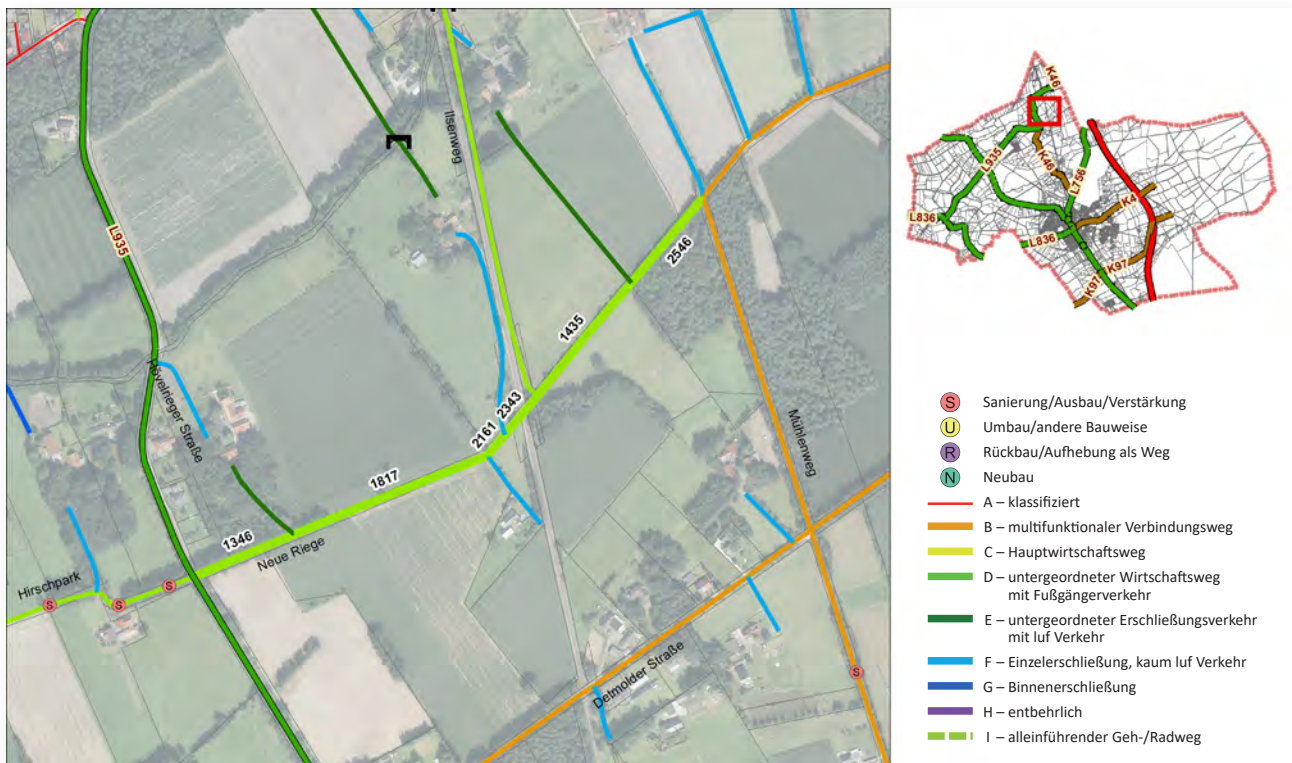 Ilsenweg
L935
2546
1435
2343
2161
1817
1346
Hövelrieger Straße
Neue Riege
Hirschpark
S
S
S
Mühlenweg
Detmolder Straße
S
K46
L935
K46
L756
K4
L836
L836
K97
K97
S Sanierung/Ausbau/Verstärkung
U Umbau/andere Bauweise
R Rückbau/Aufhebung als Weg
N Neubau
A – klassifiziert
B – multifunktionaler Verbindungsweg
C – Hauptwirtschaftsweg
D – untergeordneter Wirtschaftsweg
mit Fußgängerverkehr
E – untergeordneter Erschließungsverkehr
mit luf Verkehr
F – Einzelerschließung, kaum luf Verkehr
G – Binnenerschließung
H – entbehrlich
I – alleinführender Geh-/Radweg